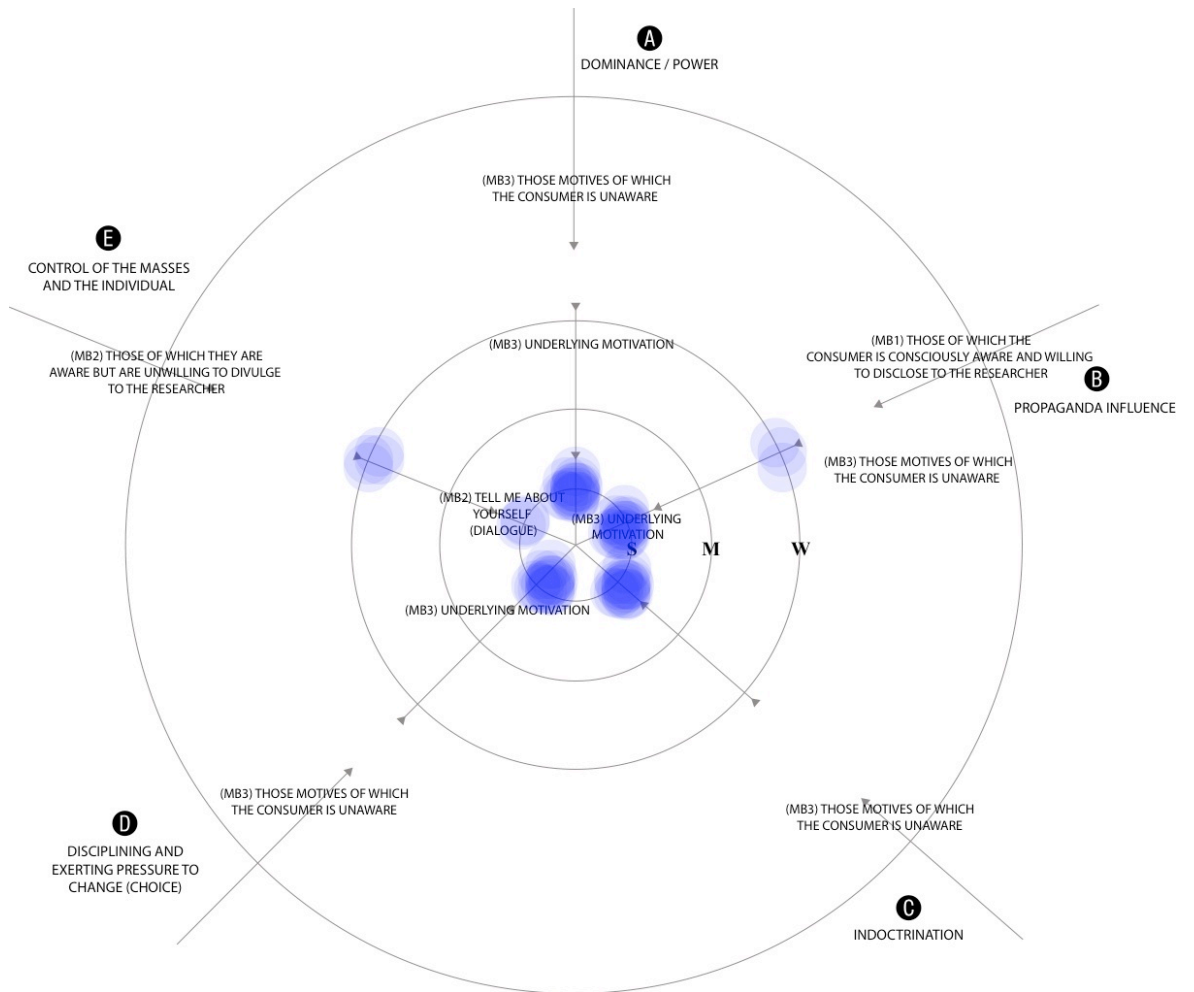 A
DOMINANCE / POWER
(MB3) THOSE MOTIVES OF WHICH
THE CONSUMER IS UNAWARE
E
CONTROL OF THE MASSES
AND THE INDIVIDUAL
(MB2) THOSE OF WHICH THEY ARE
AWARE BUT ARE UNWILLING TO DIVULGE
TO THE RESEARCHER
(MB3) UNDERLYING MOTIVATION
(MB1) THOSE OF WHICH THE
CONSUMER IS CONSCIOUSLY AWARE AND WILLING
TO DISCLOSE TO THE RESEARCHER
B
PROPAGANDA INFLUENCE
(MB3) THOSE MOTIVES OF WHICH
THE CONSUMER IS UNAWARE
(MB2) TELL ME ABOUT
YOURSELF
(DIALOGUE)
(MB3) UNDERLYING
MOTIVATION
S M W
(MB3) UNDERLYING MOTIVATION
(MB3) THOSE MOTIVES OF WHICH
THE CONSUMER IS UNAWARE
D
DISCIPLINING AND
EXERTING PRESSURE TO
CHANGE (CHOICE)
(MB3) THOSE MOTIVES OF WHICH
THE CONSUMER IS UNAWARE
C
INDOCTRINATION